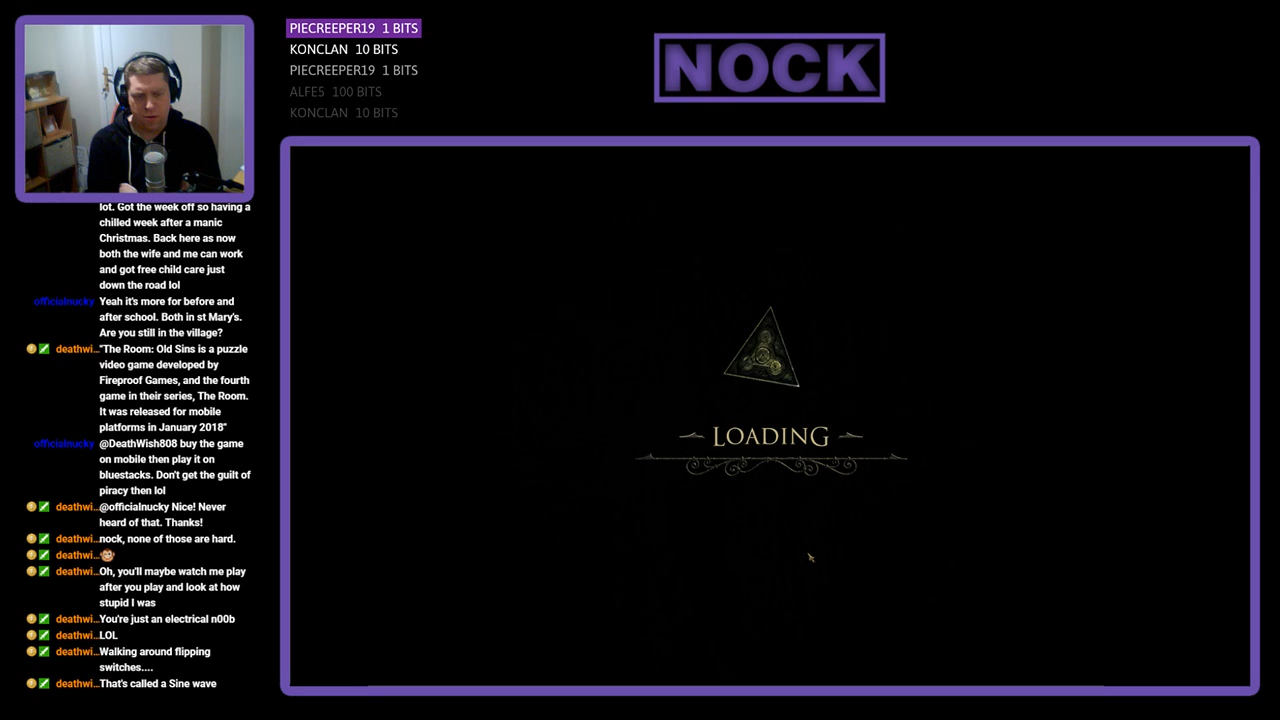 PIECREEPER19 1 BITS
KONCLAN 10 BITS
PIECREEPER19 1 BITS
ALFES 100 BITS
KONCLAN 10 BITS
NOCK
lot. Got the week off so having a
chilled week after a manic
Christmas. Back here as now
both the wife and me can work
and got free child care just
down the road lol
officialnucky Yeah it's more for before and
after school. Both in st Mary's.
Are you still in the village?
deathwi... "The Room: Old Sins is a puzzle
video game developed by
Fireproof Games, and the fourth
game in their series, The Room.
It was released for mobile
platforms in January 2018"
officialnucky @DeathWish808 buy the game
on mobile then play it on
bluestacks. Don't get the guilt of
piracy then lol
deathwi... @officialnucky Nice! Never
heard of that. Thanks!
deathwi... nock, none of those are hard.
deathwi...
deathwi... Oh, you'll maybe watch me play
after you play and look at how
stupid I was
deathwi... You're just an electrical n00b
deathwi... LOL
deathwi... Walking around flipping
switches....
deathwi... That's called a Sine wave
LOADING